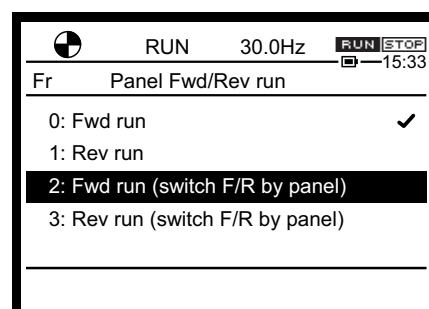 RUN 30.0Hz RUN STOP
15:33
Fr Panel Fwd/Rev run
0: Fwd run
1: Rev run
2: Fwd run (switch F/R by panel)
3: Rev run (switch F/R by panel)